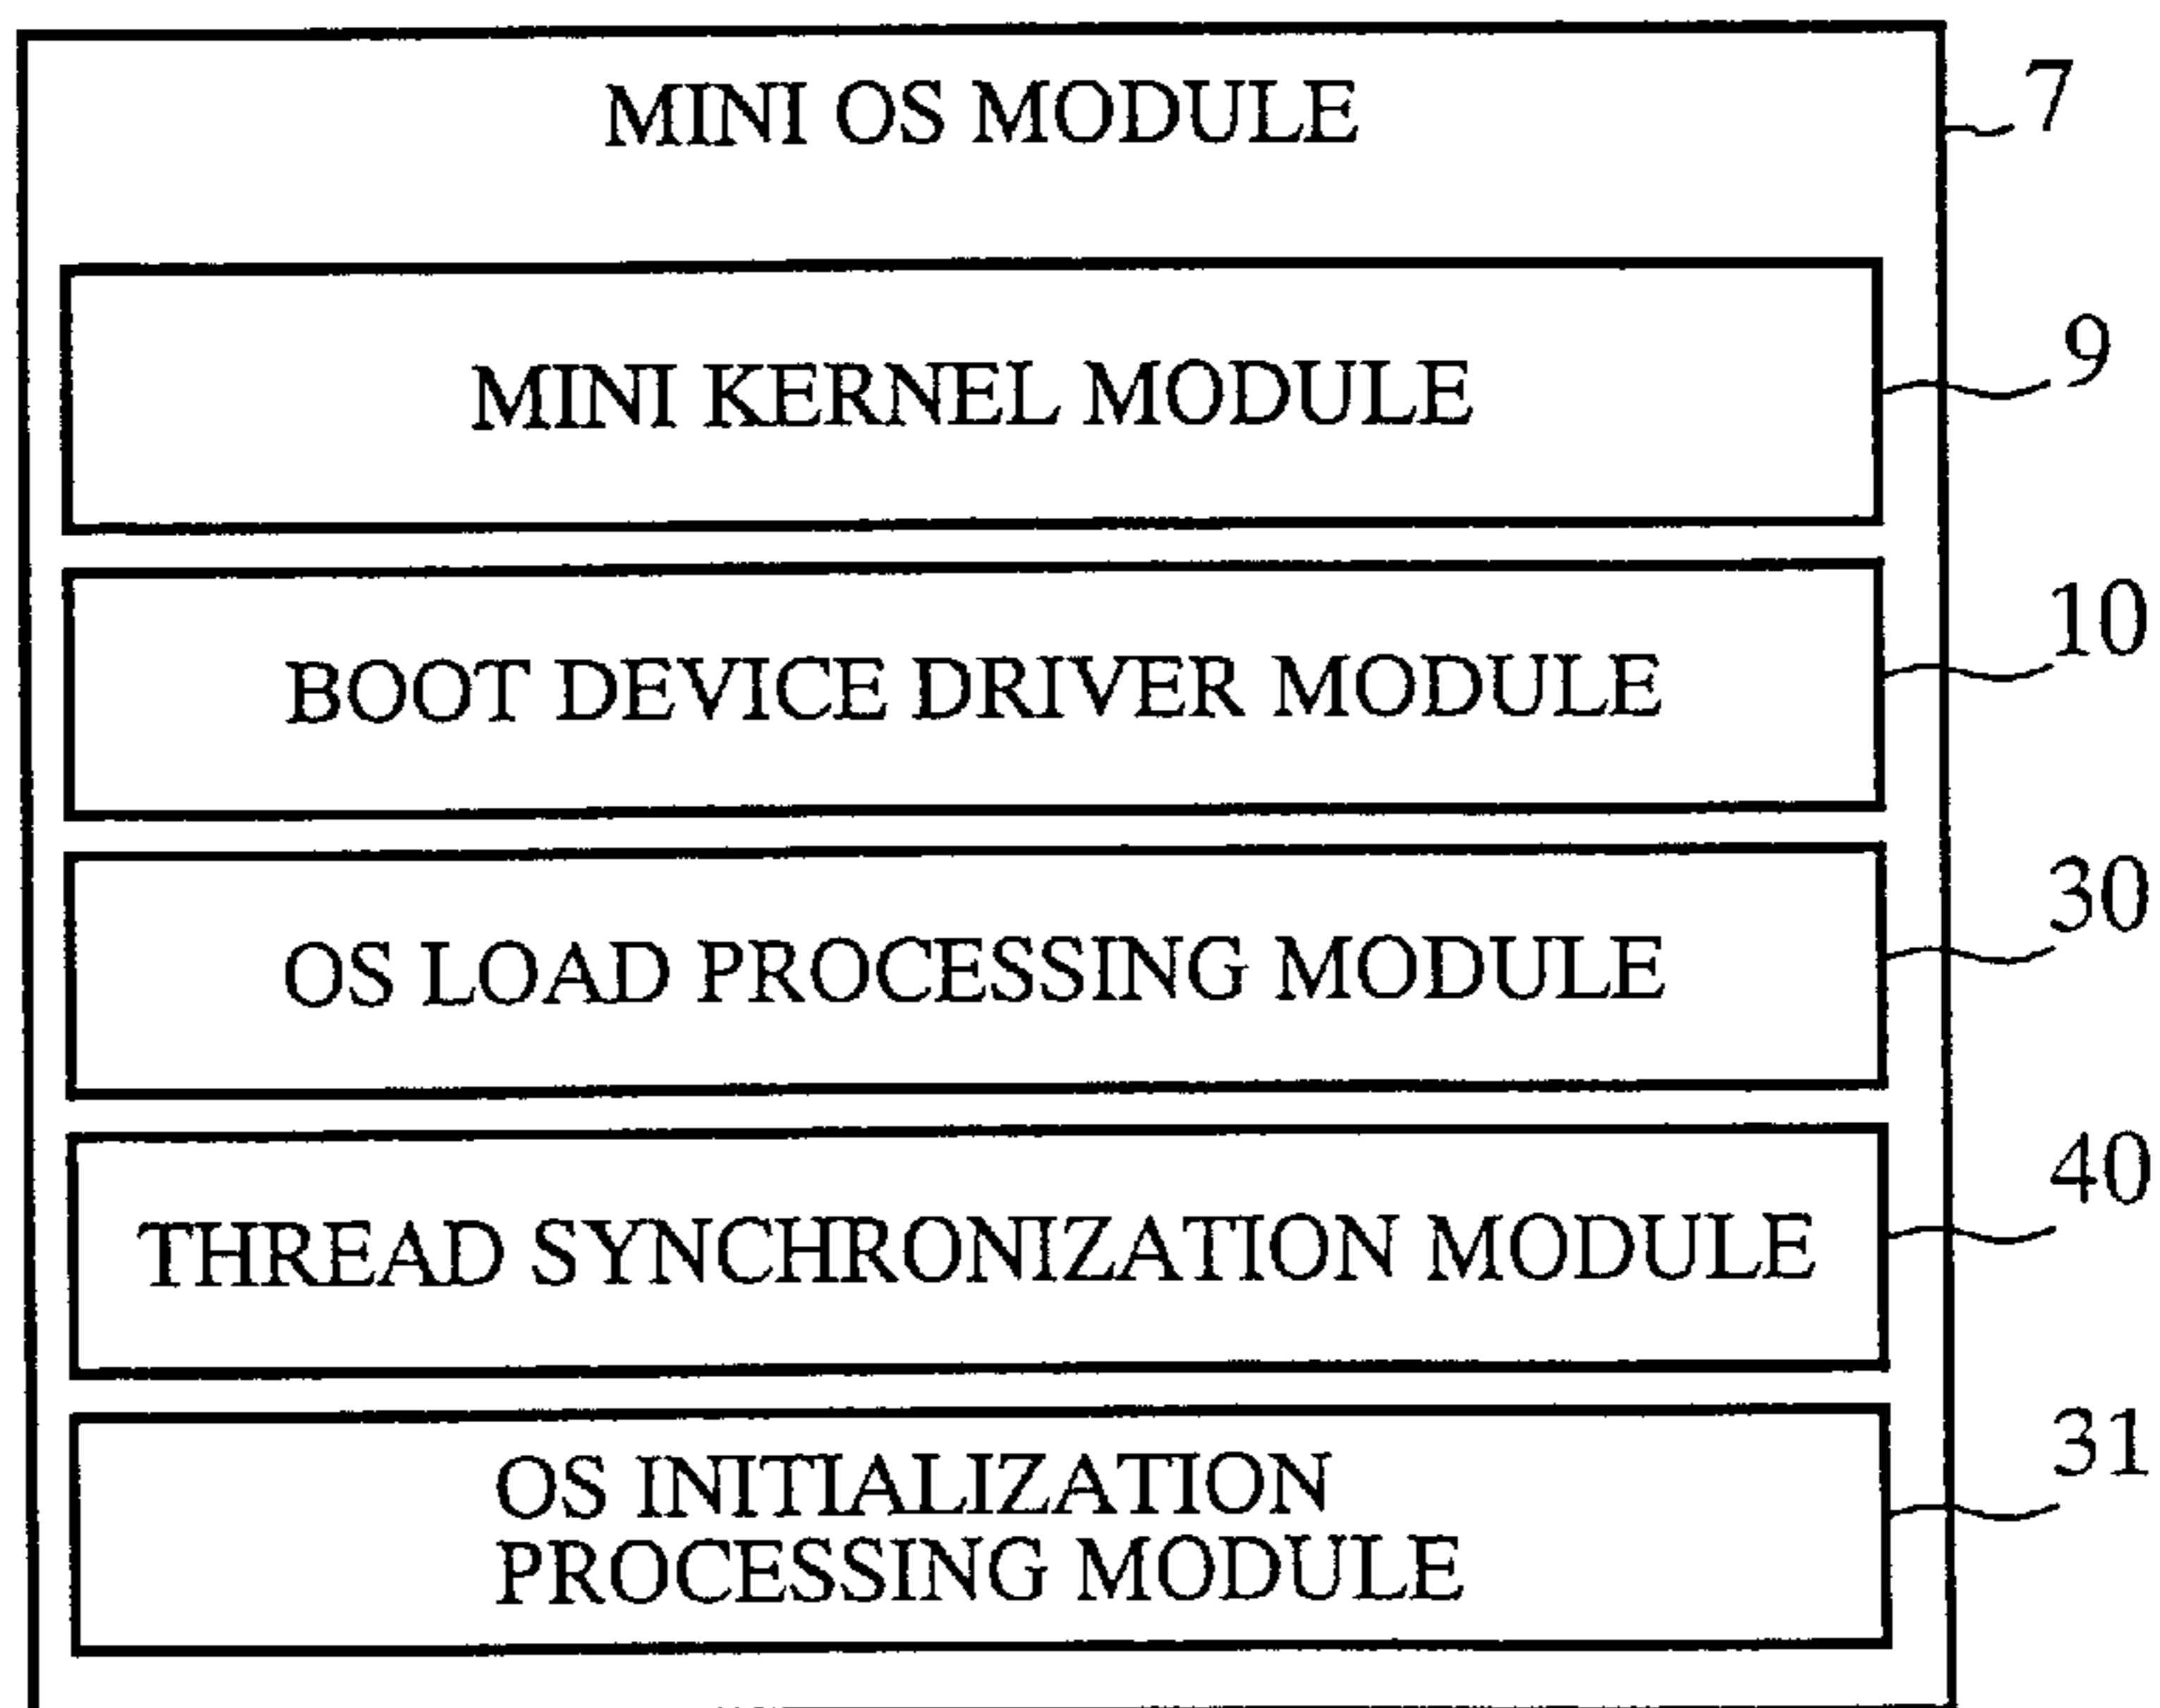 MINI OS MODULE
7
MINI KERNEL MODULE
9
BOOT DEVICE DRIVER MODULE
10
OS LOAD PROCESSING MODULE
30
THREAD SYNCHRONIZATION MODULE
40
OS INITIALIZATION
PROCESSING MODULE
31